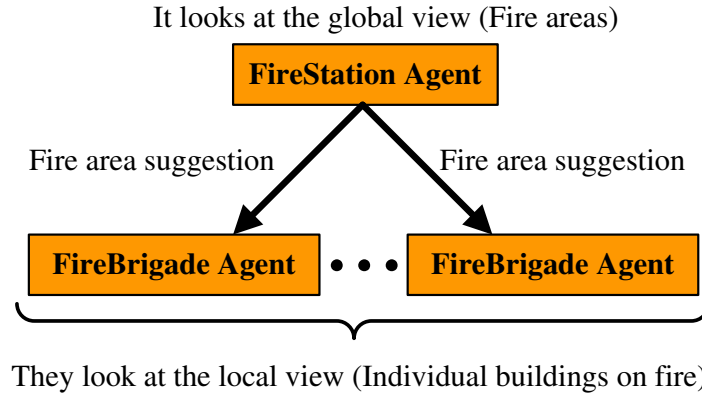 It looks at the global view (Fire areas)
FireStation Agent
Fire area suggestion
Fire area suggestion
FireBrigade Agent
FireBrigade Agent
They look at the local view (Individual buildings on fire)